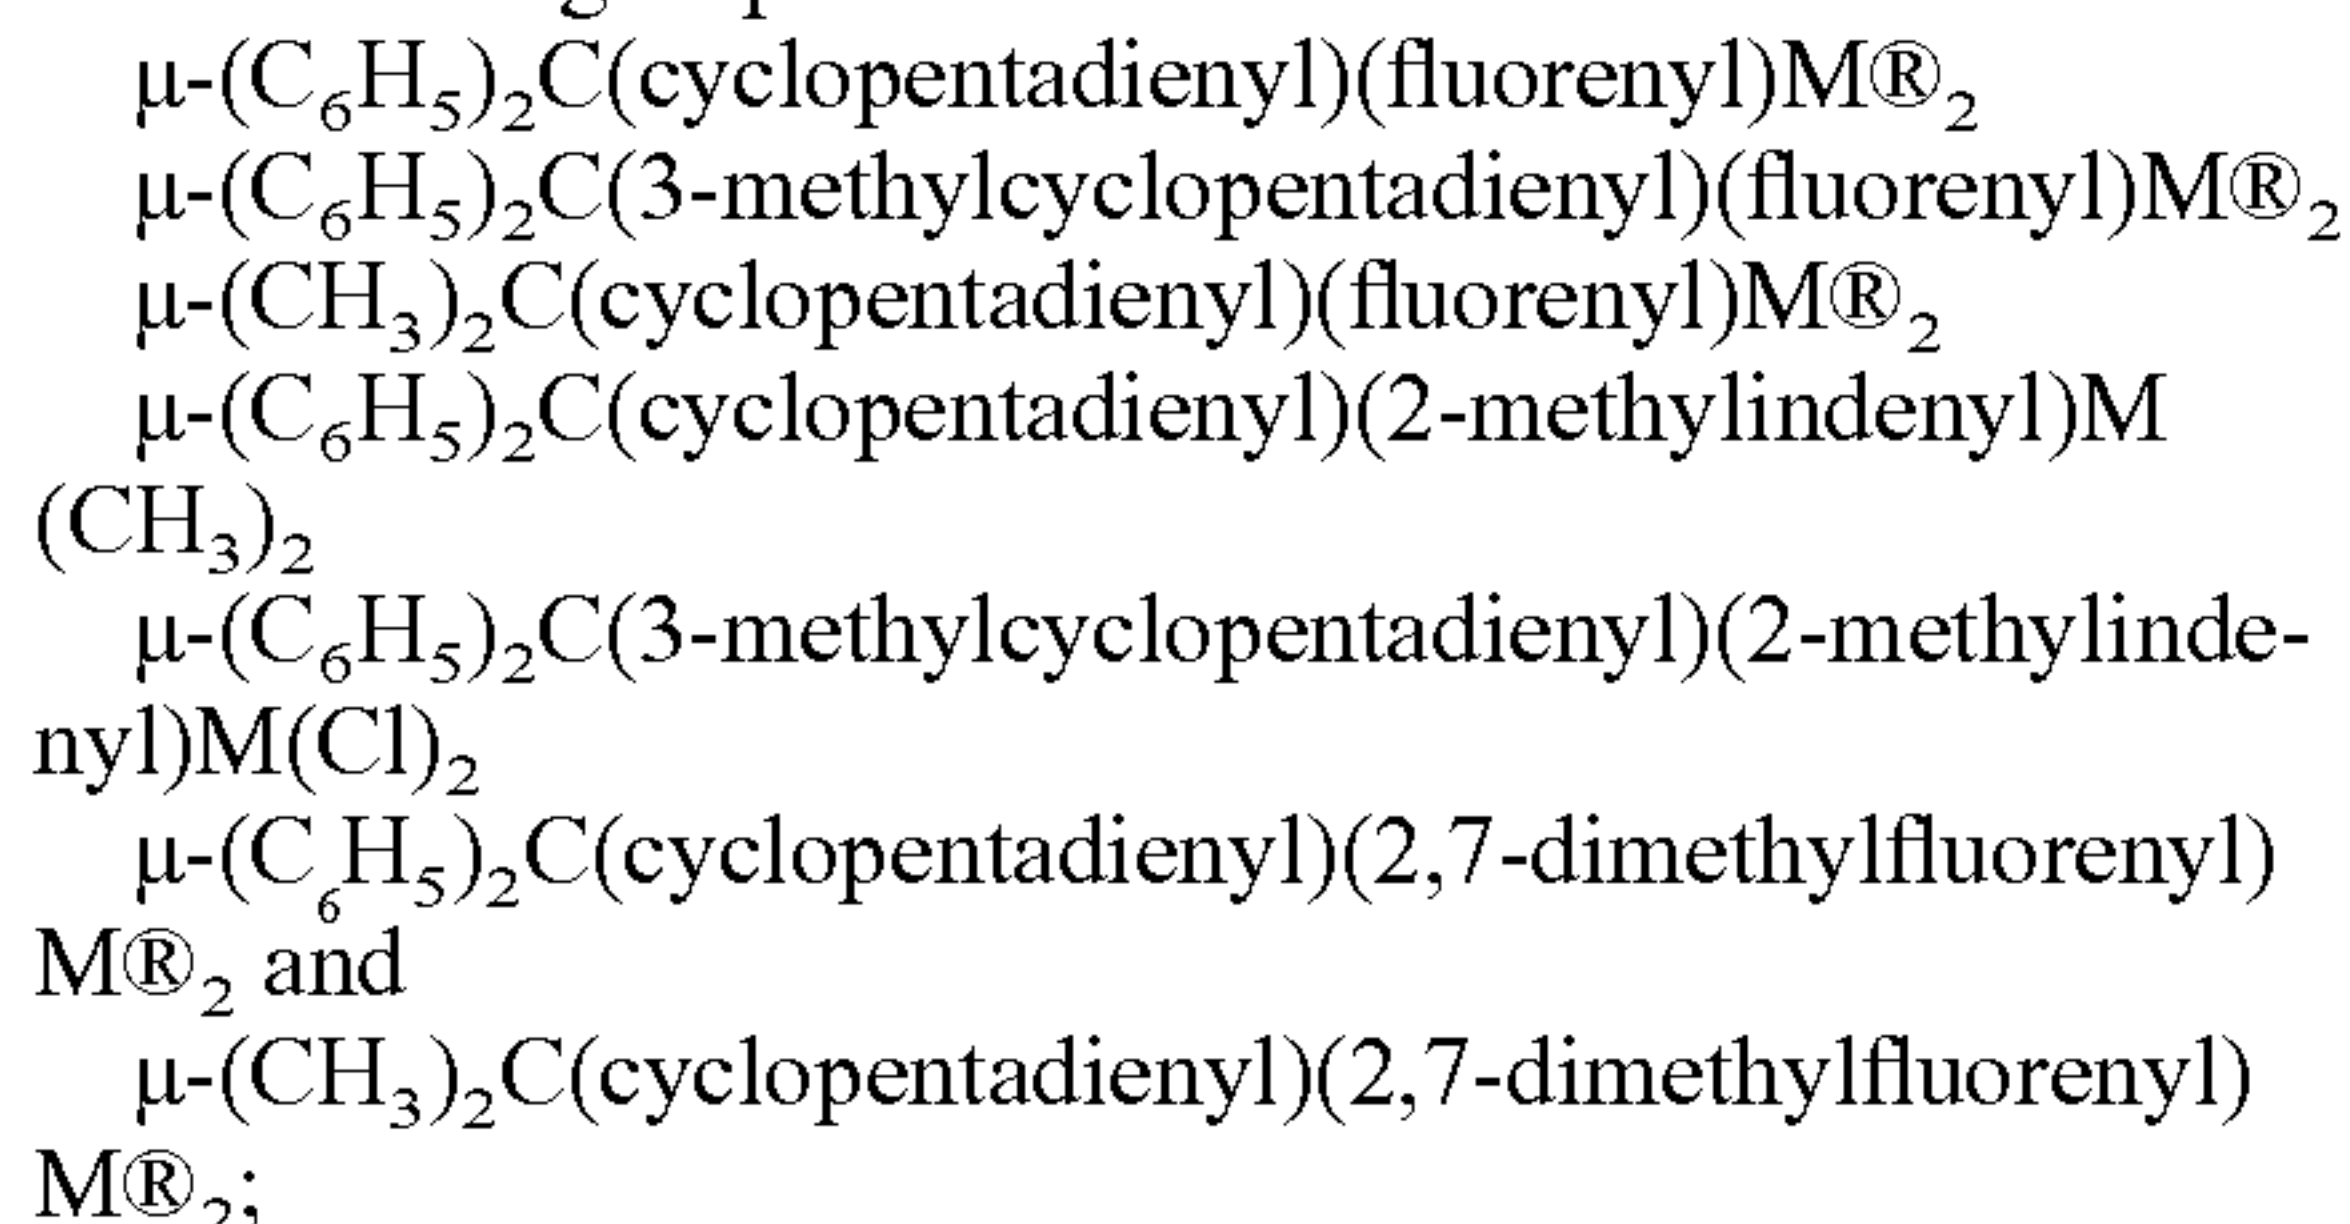 μ-(C₆H₅)₂C(cyclopentadienyl)(fluorenyl)M®₂
μ-(C₆H₅)₂C(3-methylcyclopentadienyl)(fluorenyl)M®₂
μ-(CH₃)₂C(cyclopentadienyl)(fluorenyl)M®₂
μ-(C₆H₅)₂C(cyclopentadienyl)(2-methylindenyl)M
(CH₃)₂
μ-(C₆H₅)₂C(3-methylcyclopentadienyl)(2-methylinde-
nyl)M(Cl)₂
μ-(C₆H₅)₂C(cyclopentadienyl)(2,7-dimethylfluorenyl)
M®₂ and
μ-(CH₃)₂C(cyclopentadienyl)(2,7-dimethylfluorenyl)
M®₂;